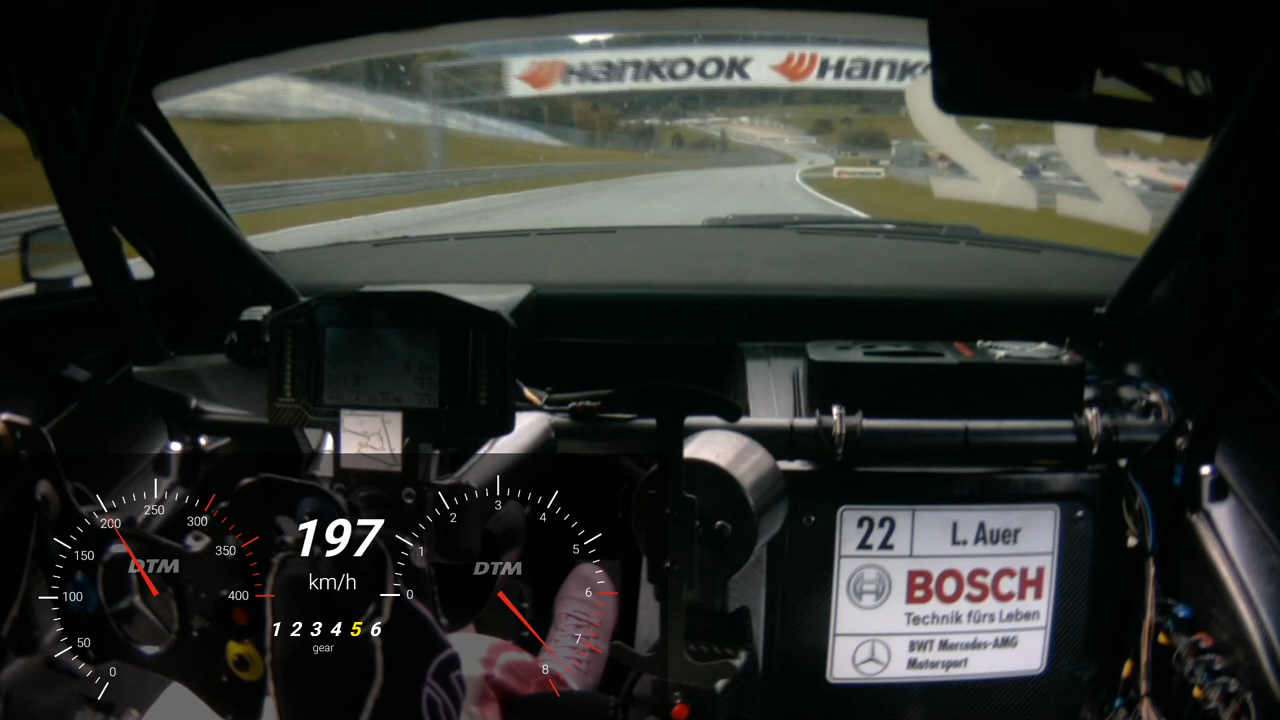 HANKOOK HANK
22
22 L. Auer
BOSCH
Technik fürs Leben
BWT Mercedes-AMG
Motorsport
0 50 100 150 200 250 300 350 400
DTM
197
km/h
1 2 3 4 5 6
gear
0 1 2 3 4 5 6 7 8
DTM